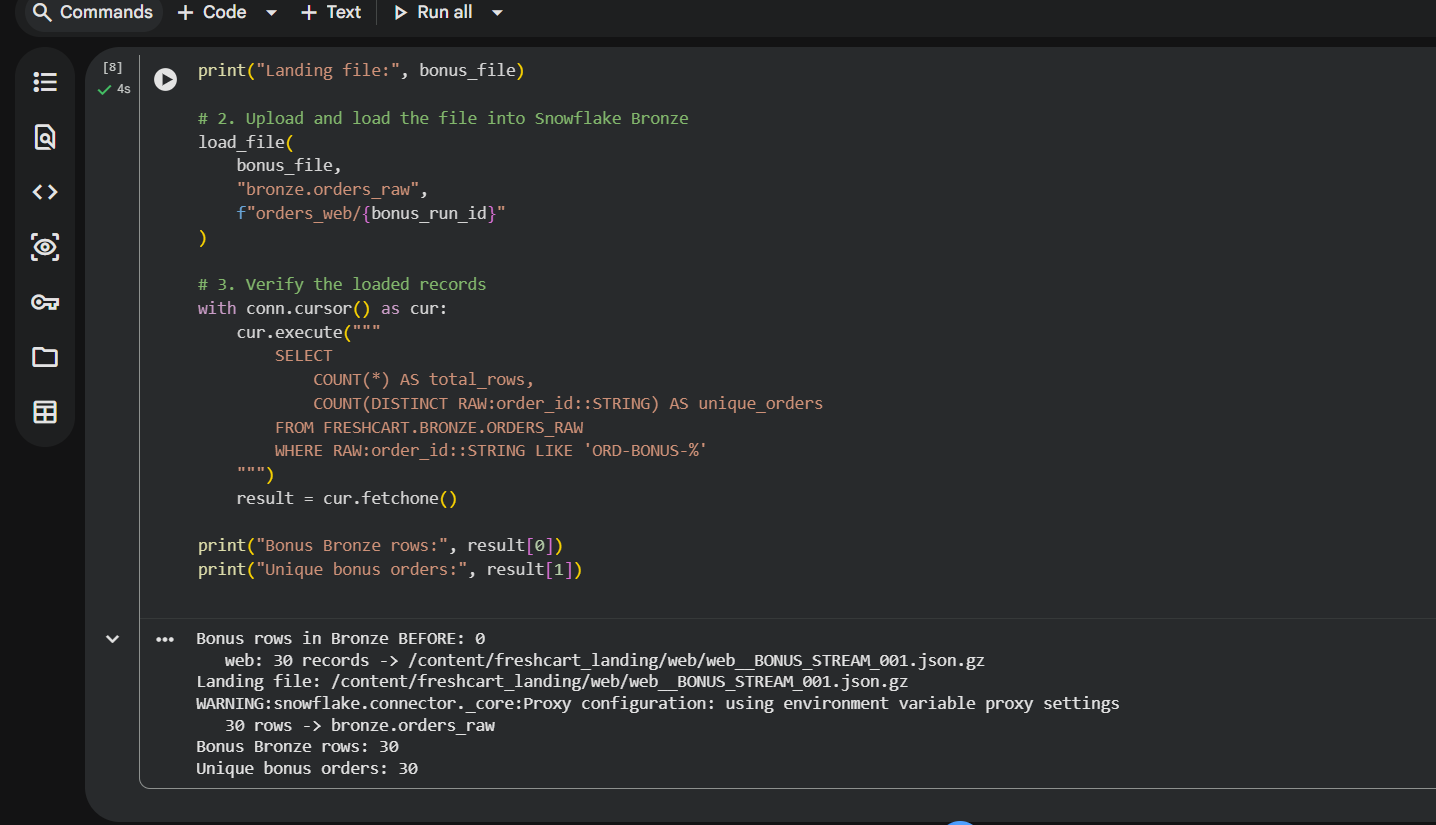 Commands + Code + Text Run all
[8]
4s
print("Landing file:", bonus_file)
# 2. Upload and load the file into Snowflake Bronze
load_file(
    bonus_file,
    "bronze.orders_raw",
    f"orders_web/{bonus_run_id}"
)
# 3. Verify the loaded records
with conn.cursor() as cur:
    cur.execute("""
        SELECT
            COUNT(*) AS total_rows,
            COUNT(DISTINCT RAW:order_id::STRING) AS unique_orders
        FROM FRESHCART.BRONZE.ORDERS_RAW
        WHERE RAW:order_id::STRING LIKE 'ORD-BONUS-%'
    """)
    result = cur.fetchone()
print("Bonus Bronze rows:", result[0])
print("Unique bonus orders:", result[1])
Bonus rows in Bronze BEFORE: 0
   web: 30 records -> /content/freshcart_landing/web/web__BONUS_STREAM_001.json.gz
Landing file: /content/freshcart_landing/web/web__BONUS_STREAM_001.json.gz
WARNING:snowflake.connector._core:Proxy configuration: using environment variable proxy settings
   30 rows -> bronze.orders_raw
Bonus Bronze rows: 30
Unique bonus orders: 30